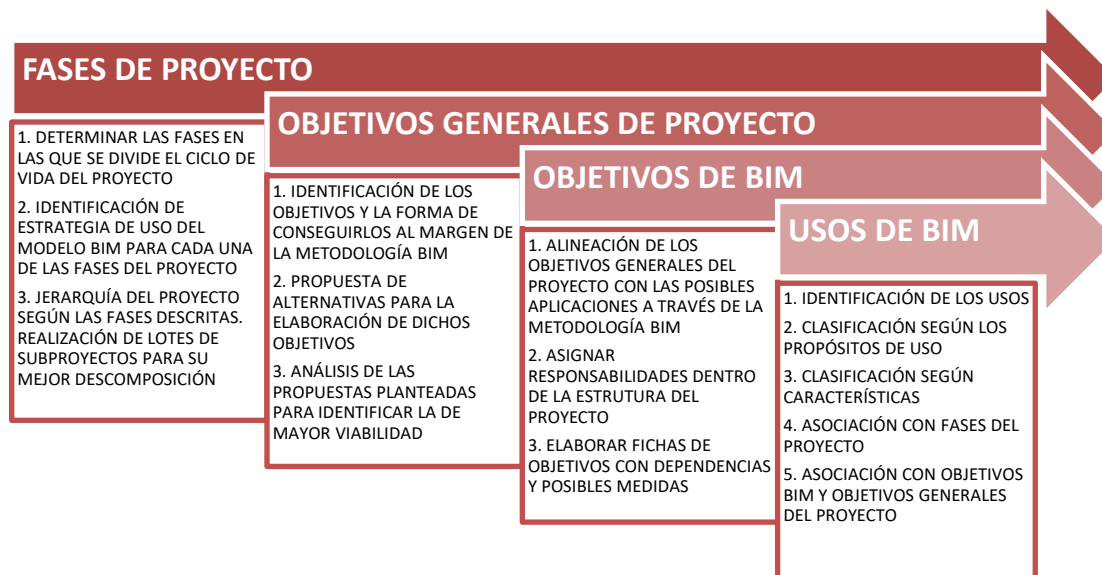 FASES DE PROYECTO
1. DETERMINAR LAS FASES EN
LAS QUE SE DIVIDE EL CICLO DE
VIDA DEL PROYECTO
2. IDENTIFICACIÓN DE
ESTRATEGIA DE USO DEL
MODELO BIM PARA CADA UNA
DE LAS FASES DEL PROYECTO
3. JERARQUÍA DEL PROYECTO
SEGÚN LAS FASES DESCRITAS.
REALIZACIÓN DE LOTES DE
SUBPROYECTOS PARA SU
MEJOR DESCOMPOSICIÓN
OBJETIVOS GENERALES DE PROYECTO
1. IDENTIFICACIÓN DE LOS
OBJETIVOS Y LA FORMA DE
CONSEGUIRLOS AL MARGEN DE
LA METODOLOGÍA BIM
2. PROPUESTA DE
ALTERNATIVAS PARA LA
ELABORACIÓN DE DICHOS
OBJETIVOS
3. ANÁLISIS DE LAS
PROPUESTAS PLANTEADAS
PARA IDENTIFICAR LA DE
MAYOR VIABILIDAD
OBJETIVOS DE BIM
1. ALINEACIÓN DE LOS
OBJETIVOS GENERALES DEL
PROYECTO CON LAS POSIBLES
APLICACIONES A TRAVÉS DE LA
METODOLOGÍA BIM
2. ASIGNAR
RESPONSABILIDADES DENTRO
DE LA ESTRUTURA DEL
PROYECTO
3. ELABORAR FICHAS DE
OBJETIVOS CON DEPENDENCIAS
Y POSIBLES MEDIDAS
USOS DE BIM
1. IDENTIFICACIÓN DE LOS USOS
2. CLASIFICACIÓN SEGÚN LOS
PROPÓSITOS DE USO
3. CLASIFICACIÓN SEGÚN
CARACTERÍSTICAS
4. ASOCIACIÓN CON FASES DEL
PROYECTO
5. ASOCIACIÓN CON OBJETIVOS
BIM Y OBJETIVOS GENERALES
DEL PROYECTO